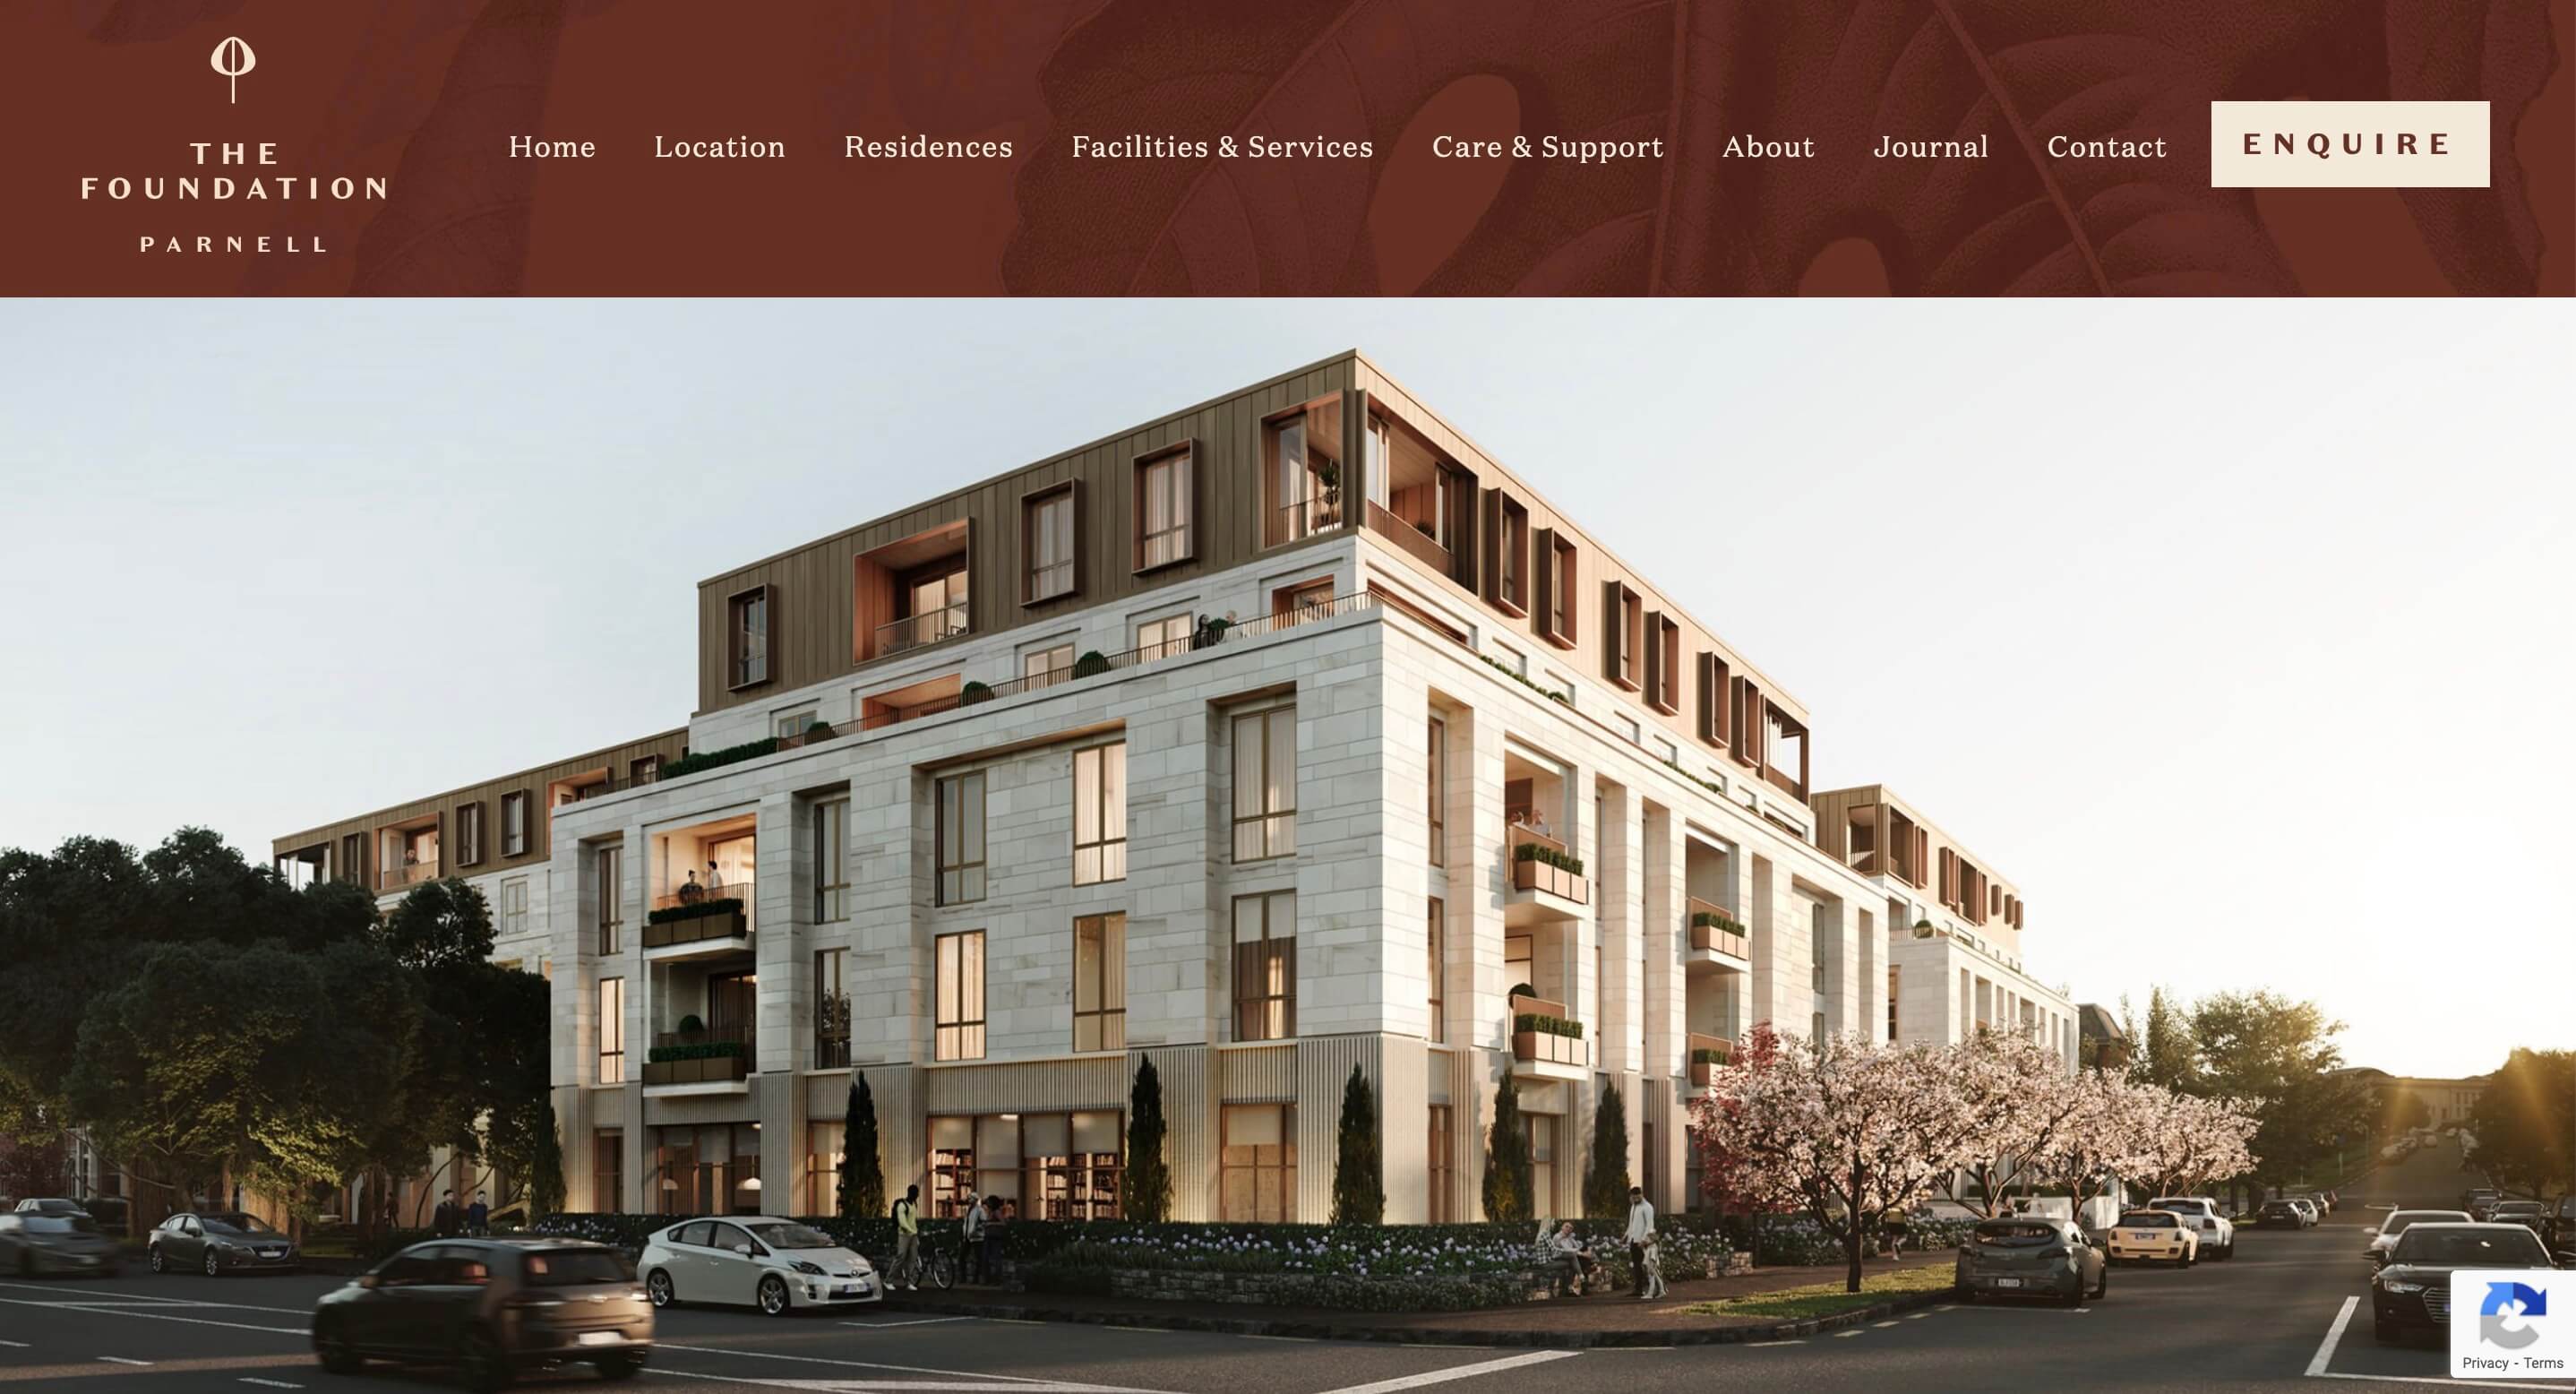 THE
FOUNDATION
PARNELL
Home Location Residences Facilities & Services Care & Support About Journal Contact ENQUIRE
Privacy - Terms